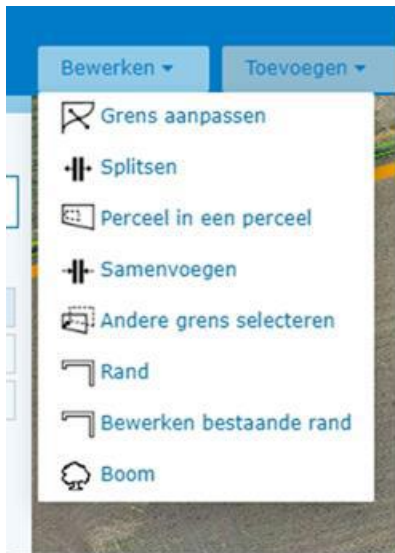 Bewerken
Toevoegen
Grens aanpassen
Splitsen
Perceel in een perceel
Samenvoegen
Andere grens selecteren
Rand
Bewerken bestaande rand
Boom